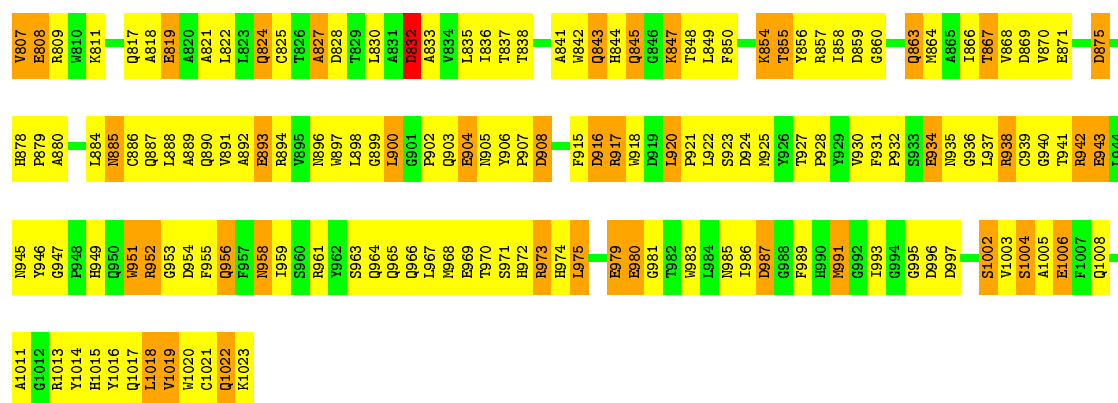 V807 E808 R809 W810 K811 Q817 A818 E819 A820 A821 L822 L823 Q824 C825 T826 A827 D828 T829 L830 A831 D832 A833 V834 L835 I836 T837 T838 A841 W842 Q843 H844 Q845 G846 K847 T848 L849 F850 K854 T855 Y856 R857 I858 D859 G860 Q863 M864 A865 I866 T867 V868 D869 V870 E871 D875
H878 P879 A880 L884 N885 C886 Q887 L888 A889 Q890 V891 A892 E893 R894 V895 N896 W897 L898 G899 L900 G901 P902 Q903 E904 N905 Y906 P907 D908 F915 D916 R917 W918 D919 L920 P921 L922 S923 D924 M925 Y926 T927 P928 Y929 V930 F931 P932 S933 E934 N935 G936 L937 R938 C939 G940 T941 R942 E943 L944
N945 Y946 G947 P948 H949 Q950 W951 R952 G953 D954 F955 Q956 F957 N958 I959 S960 R961 Y962 S963 Q964 Q965 Q966 L967 M968 E969 T970 S971 H972 R973 H974 L975 E979 E980 G981 T982 W983 L984 N985 I986 D987 G988 F989 H990 M991 G992 I993 G994 G995 D996 D997 S1002 V1003 S1004 A1005 E1006 F1007 Q1008
A1011 G1012 R1013 Y1014 H1015 Y1016 Q1017 L1018 V1019 W1020 C1021 Q1022 K1023